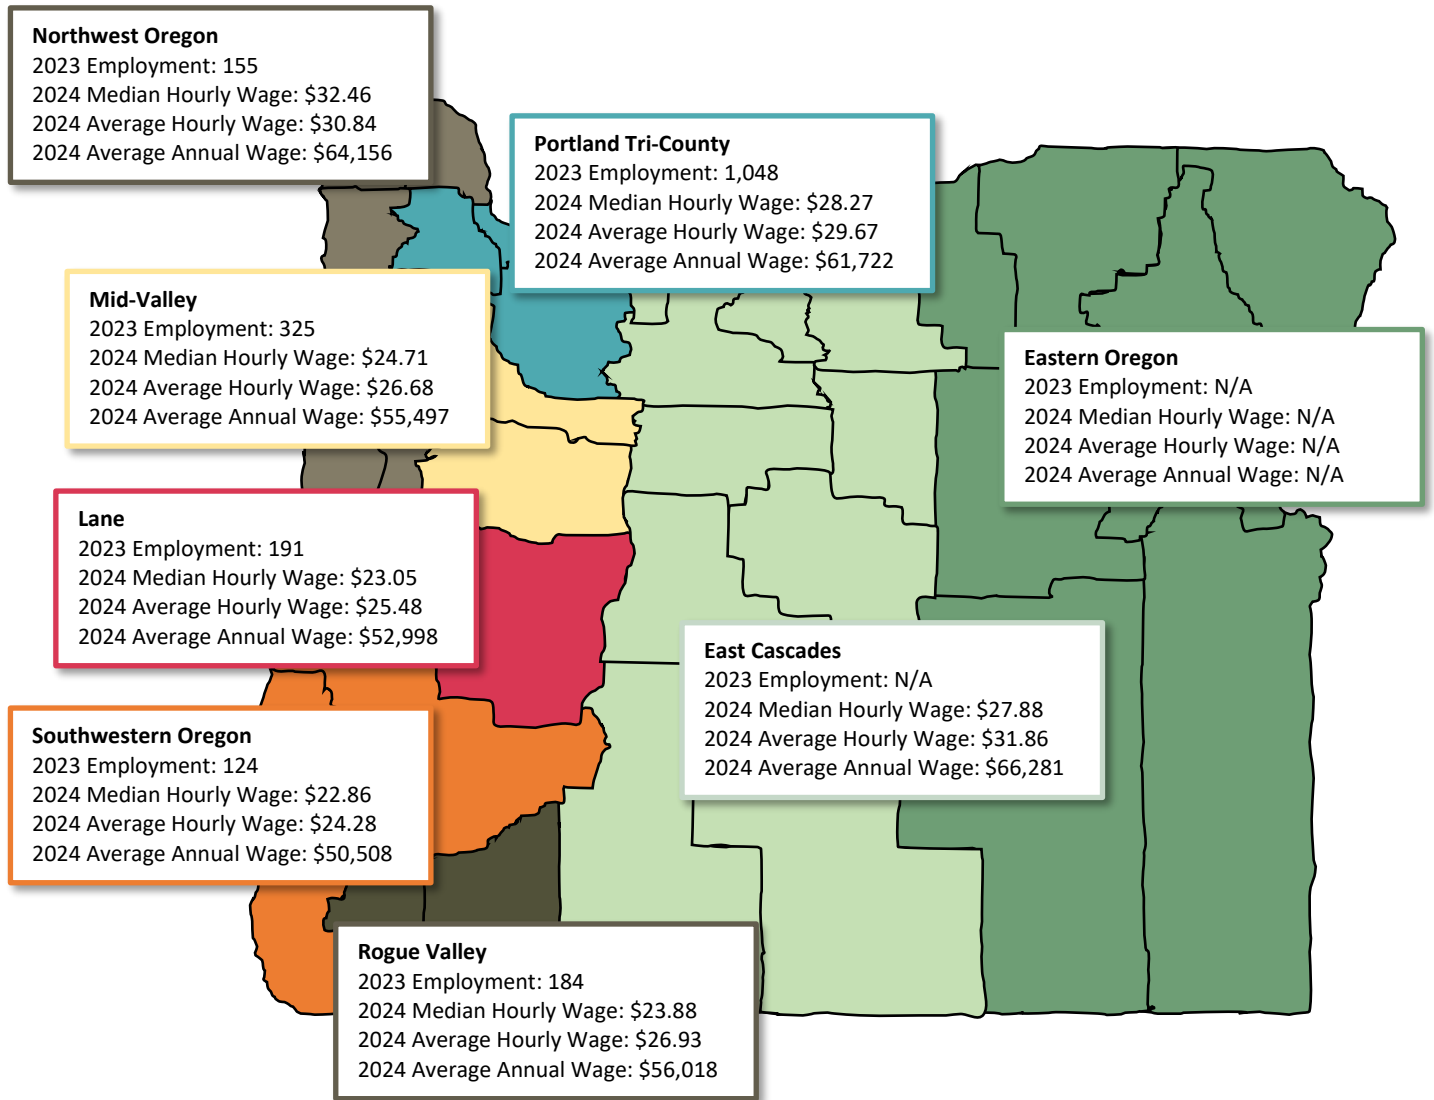 Northwest Oregon
2023 Employment: 155
2024 Median Hourly Wage: $32.46
2024 Average Hourly Wage: $30.84
2024 Average Annual Wage: $64,156
Portland Tri-County
2023 Employment: 1,048
2024 Median Hourly Wage: $28.27
2024 Average Hourly Wage: $29.67
2024 Average Annual Wage: $61,722
Mid-Valley
2023 Employment: 325
2024 Median Hourly Wage: $24.71
2024 Average Hourly Wage: $26.68
2024 Average Annual Wage: $55,497
Eastern Oregon
2023 Employment: N/A
2024 Median Hourly Wage: N/A
2024 Average Hourly Wage: N/A
2024 Average Annual Wage: N/A
Lane
2023 Employment: 191
2024 Median Hourly Wage: $23.05
2024 Average Hourly Wage: $25.48
2024 Average Annual Wage: $52,998
East Cascades
2023 Employment: N/A
2024 Median Hourly Wage: $27.88
2024 Average Hourly Wage: $31.86
2024 Average Annual Wage: $66,281
Southwestern Oregon
2023 Employment: 124
2024 Median Hourly Wage: $22.86
2024 Average Hourly Wage: $24.28
2024 Average Annual Wage: $50,508
Rogue Valley
2023 Employment: 184
2024 Median Hourly Wage: $23.88
2024 Average Hourly Wage: $26.93
2024 Average Annual Wage: $56,018